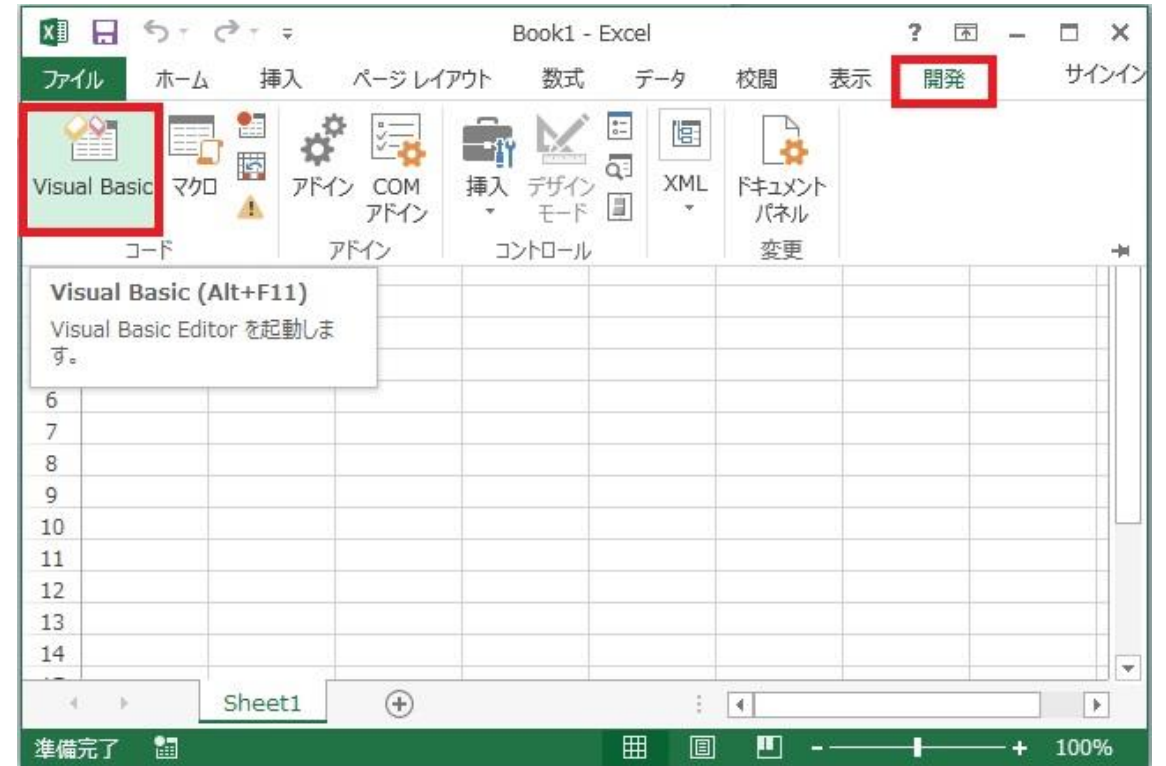 Book1 - Excel
?
ファイル ホーム 挿入 ページ レイアウト 数式 データ 校閲 表示 開発 サインイン
Visual Basic
マクロ
アドイン
COM
アドイン
挿入
デザイン
モード
XML
ドキュメント
パネル
コード アドイン コントロール 変更
Visual Basic (Alt+F11)
Visual Basic Editor を起動しま
す。
6
7
8
9
10
11
12
13
14
Sheet1
準備完了 100%